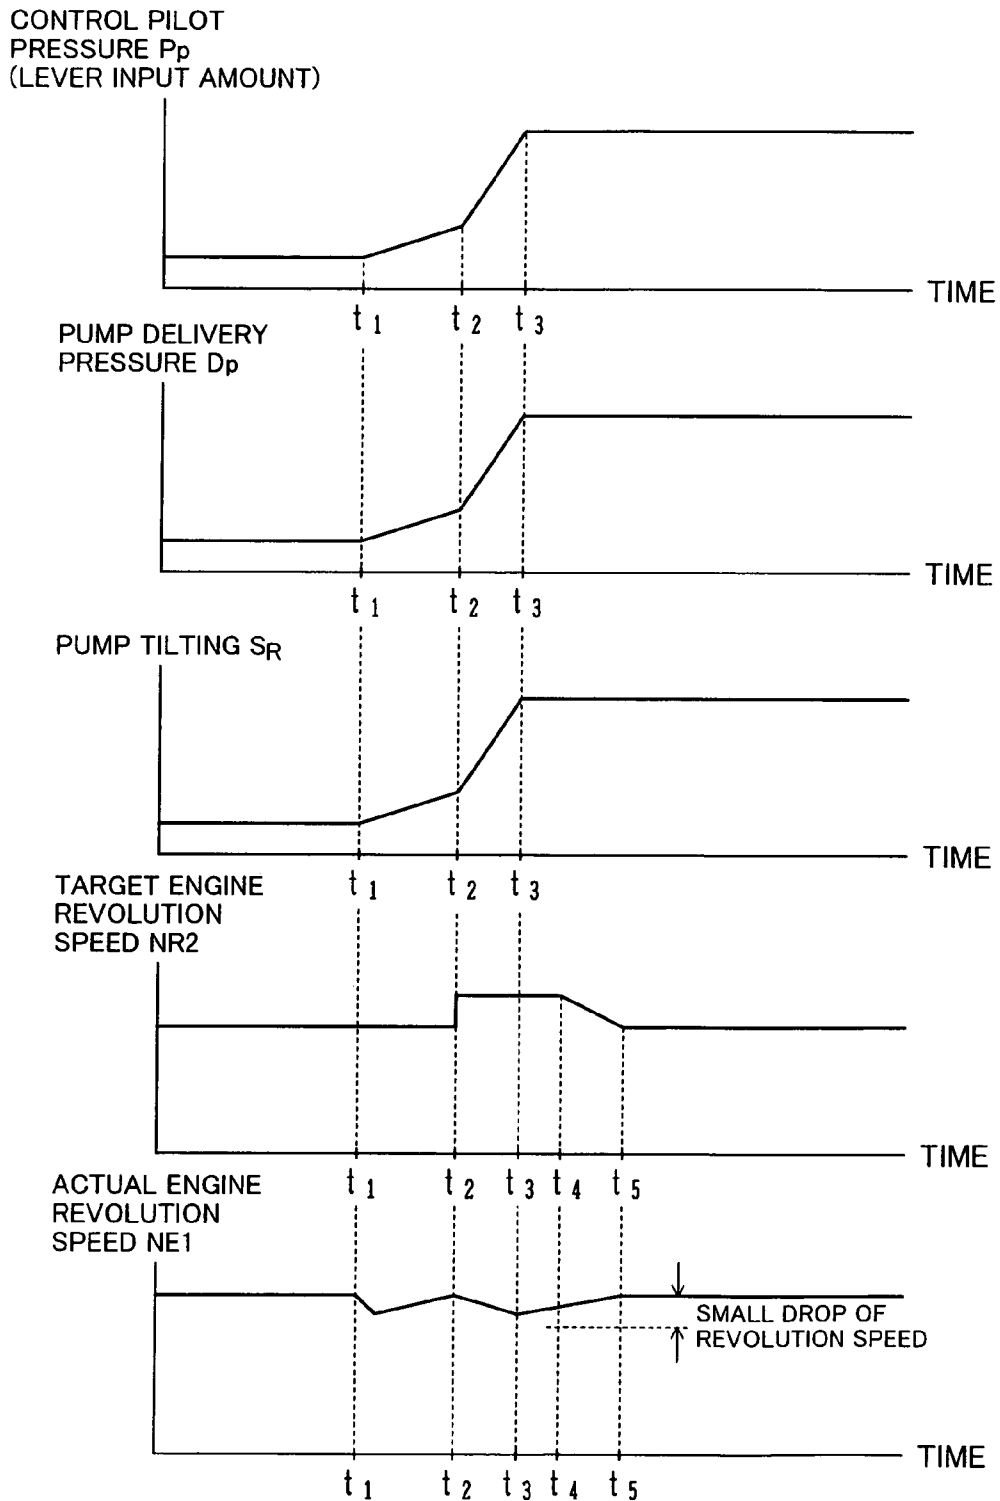 CONTROL PILOT
PRESSURE Pp
(LEVER INPUT AMOUNT)
TIME
t1 t2 t3
PUMP DELIVERY
PRESSURE Dp
TIME
t1 t2 t3
PUMP TILTING SR
TIME
t1 t2 t3
TARGET ENGINE
REVOLUTION
SPEED NR2
TIME
t1 t2 t3 t4 t5
ACTUAL ENGINE
REVOLUTION
SPEED NE1
SMALL DROP OF
REVOLUTION SPEED
TIME
t1 t2 t3 t4 t5